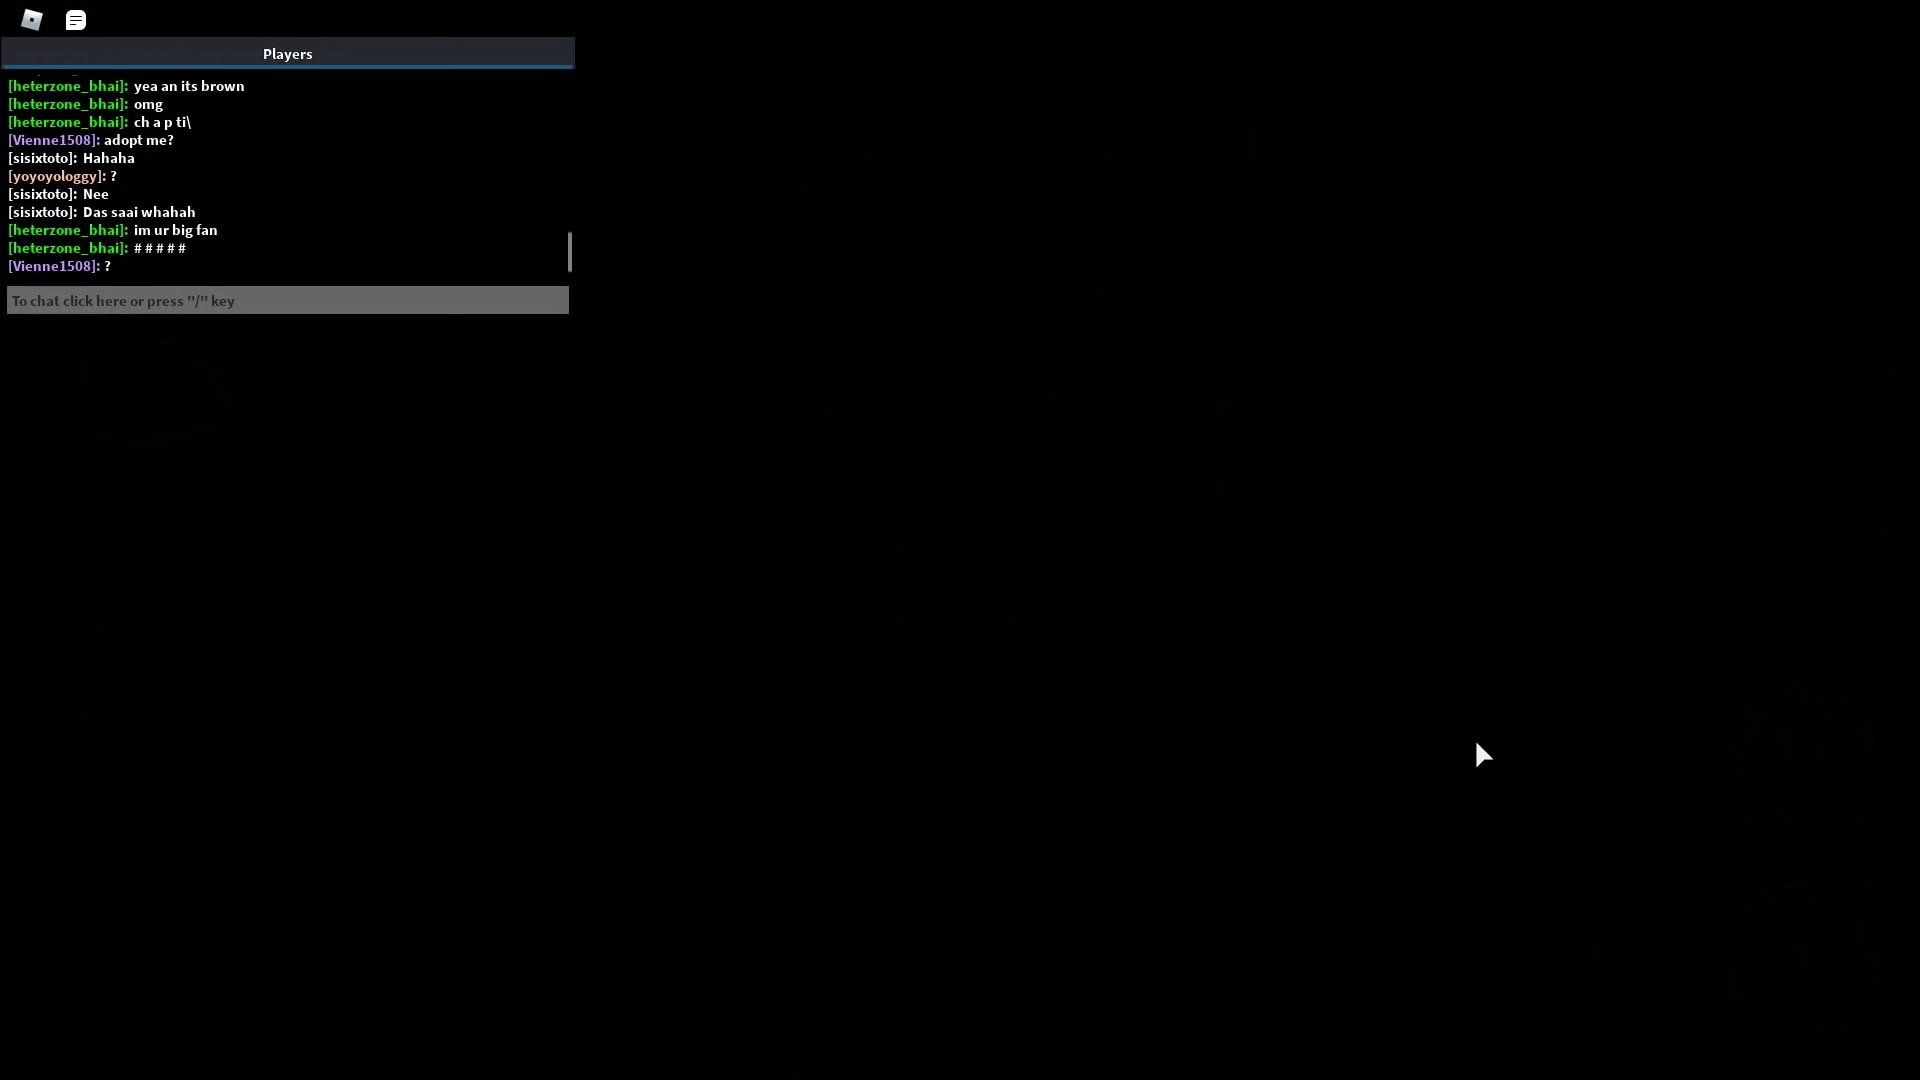 Players
[heterzone_bhai]: yea an its brown
[heterzone_bhai]: omg
[heterzone_bhai]: ch a p ti\
[Vienne1508]: adopt me?
[sisixtoto]: Hahaha
[yoyoyologgy]: ?
[sisixtoto]: Nee
[sisixtoto]: Das saai whahah
[heterzone_bhai]: im ur big fan
[heterzone_bhai]: # # # # #
[Vienne1508]: ?
To chat click here or press "/" key